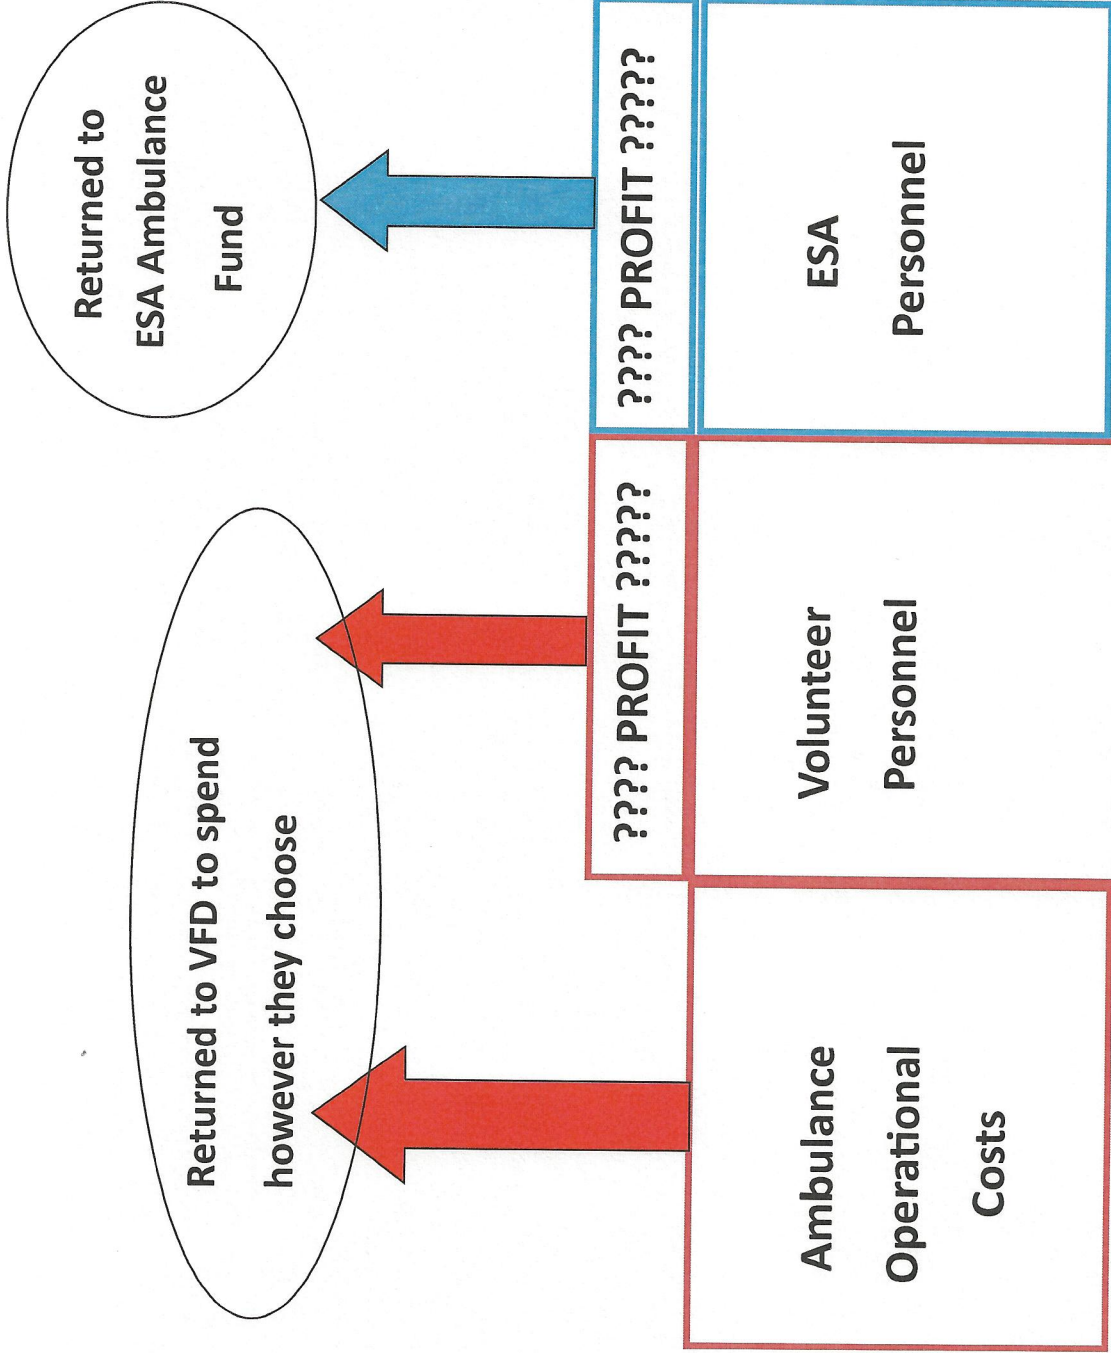 Returned to VFD to spend
however they choose
Returned to
ESA Ambulance
Fund
???? PROFIT ?????
???? PROFIT ?????
Ambulance
Operational
Costs
Volunteer
Personnel
ESA
Personnel